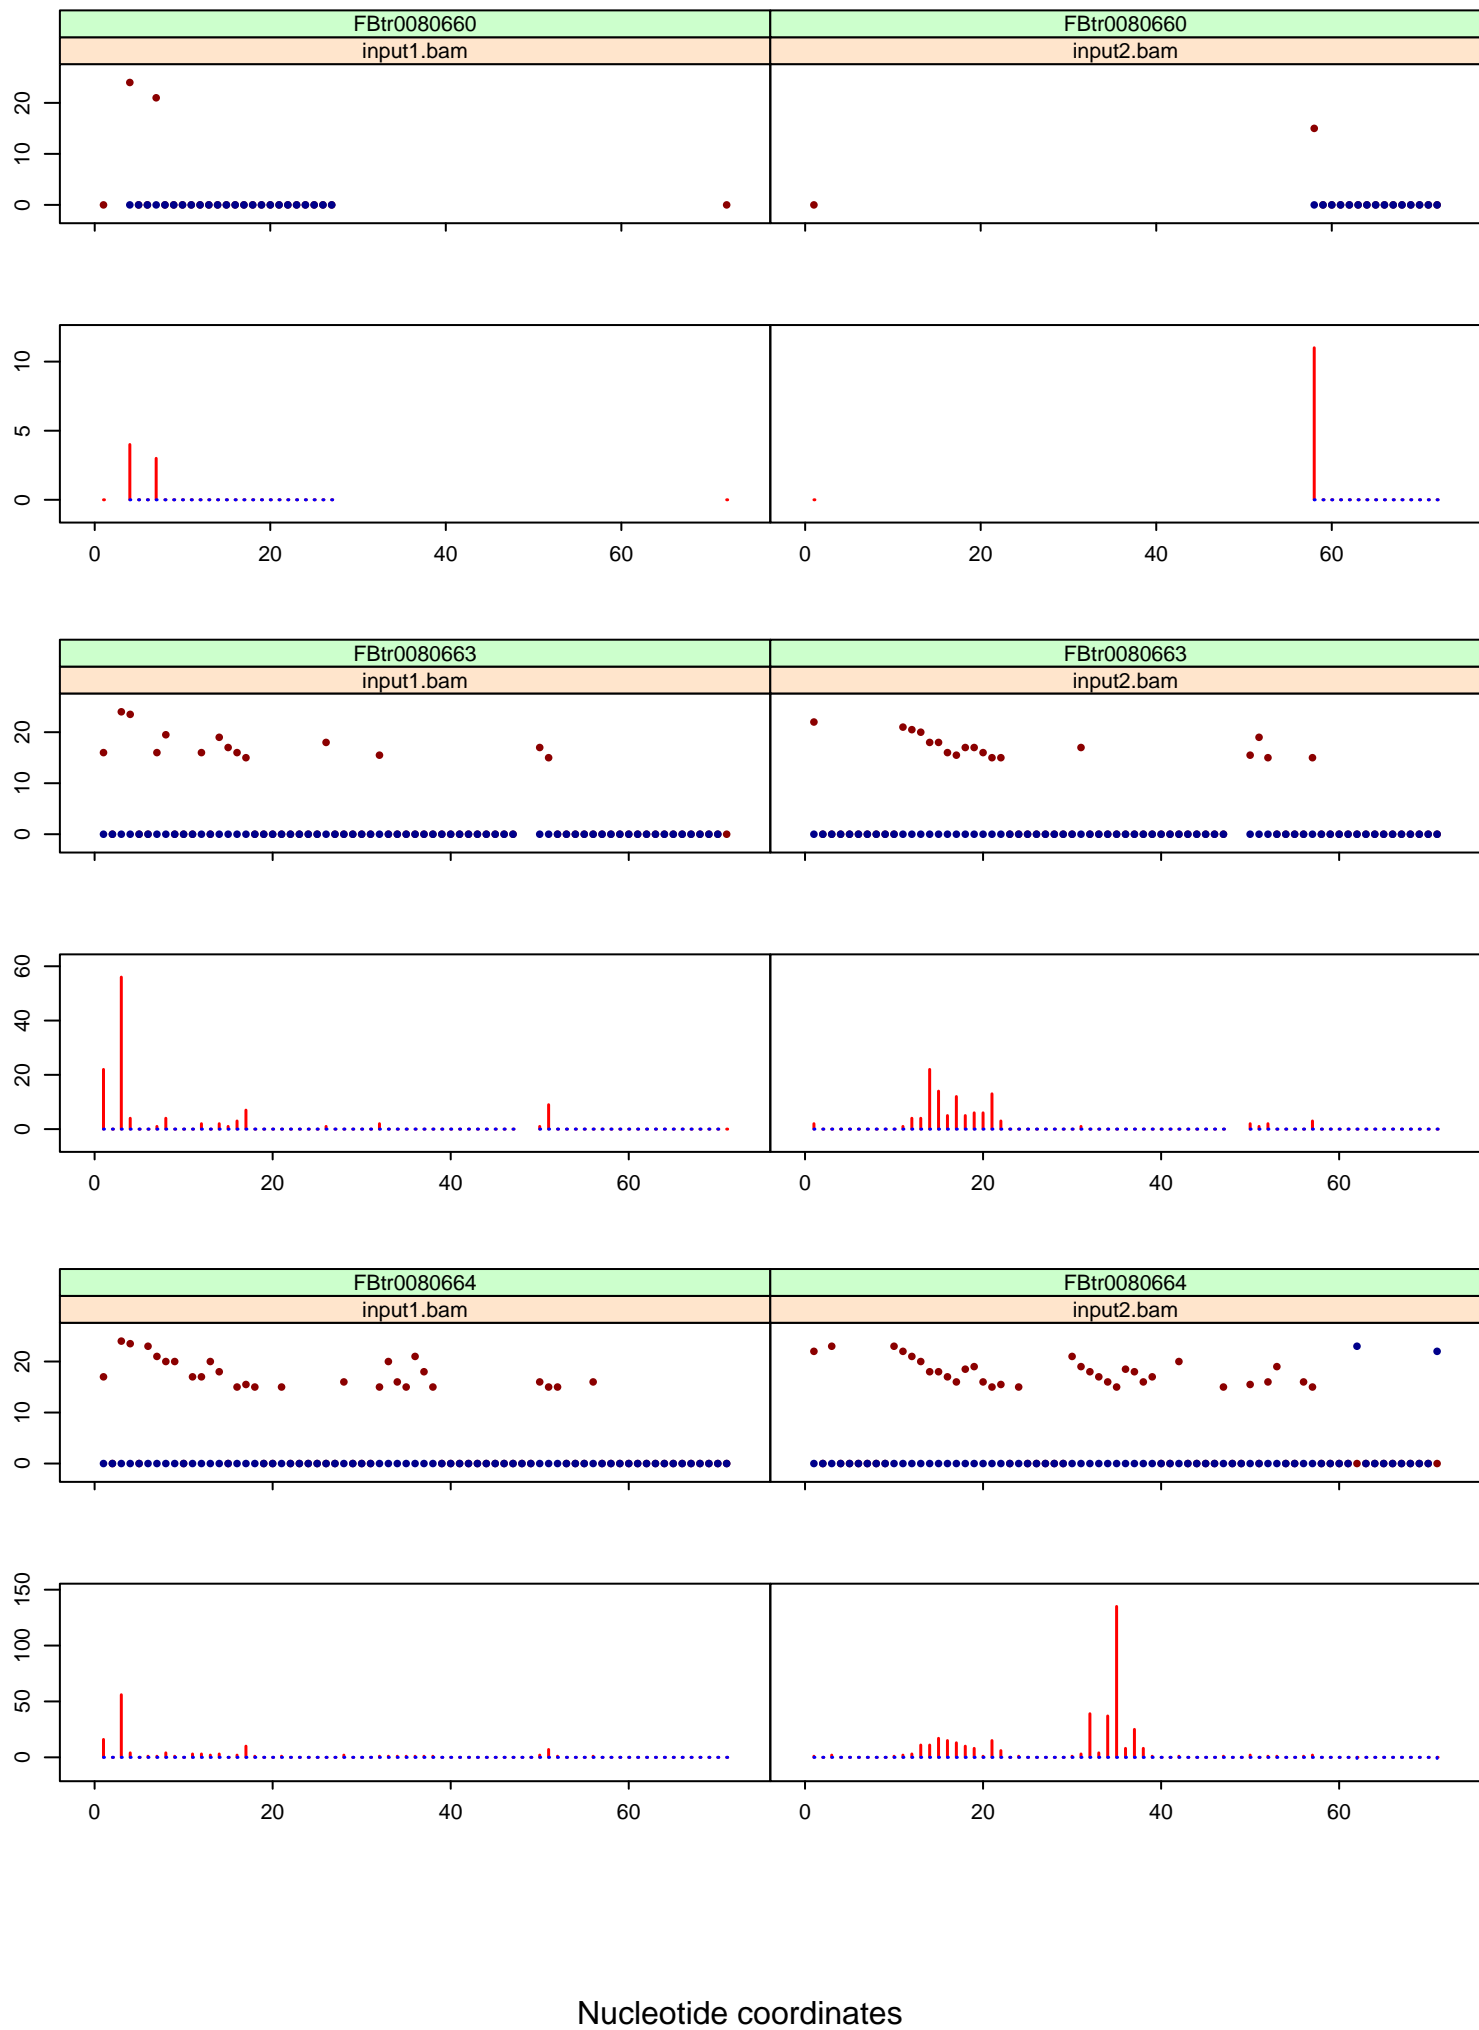 FBtr0080660 FBtr0080660
input1.bam input2.bam
20
10
0
10
5
0
0 20 40 60 0 20 40 60
FBtr0080663 FBtr0080663
input1.bam input2.bam
20
10
0
60
40
20
0
0 20 40 60 0 20 40 60
FBtr0080664 FBtr0080664
input1.bam input2.bam
20
10
0
150
100
50
0
0 20 40 60 0 20 40 60
Nucleotide coordinates